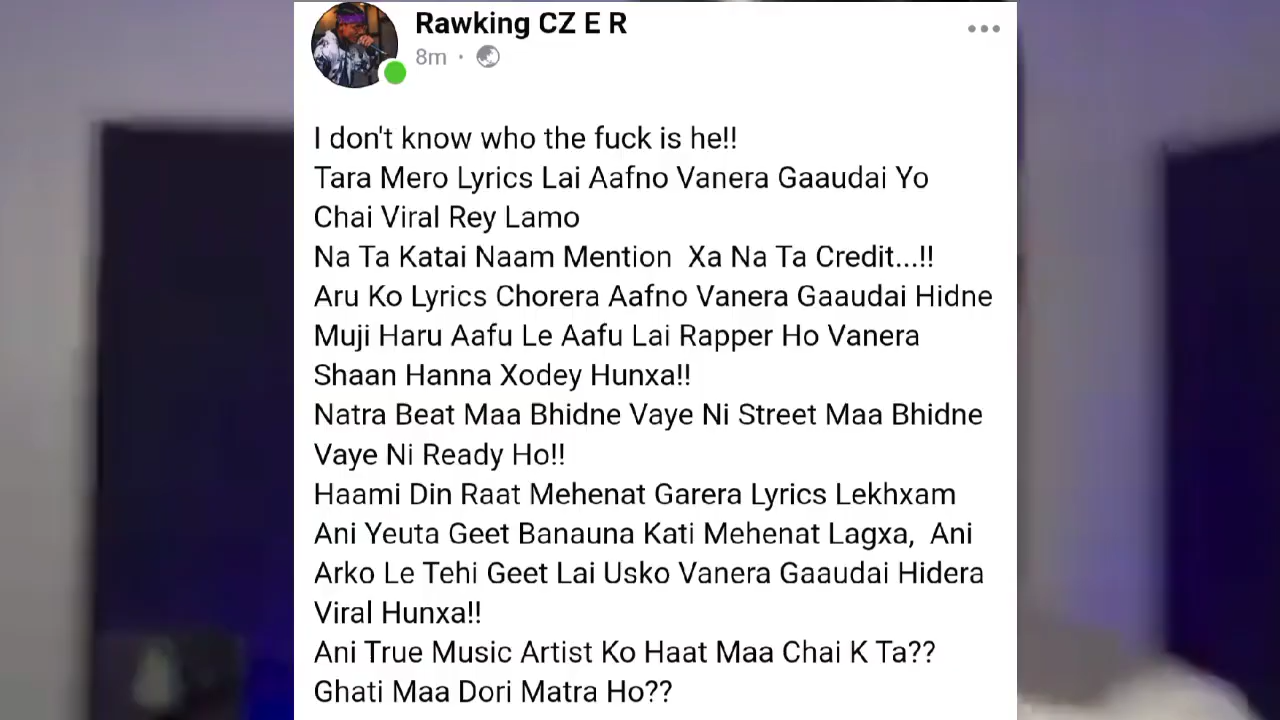 Rawking CZ E R
8m ·
I don't know who the fuck is he!!
Tara Mero Lyrics Lai Aafno Vanera Gaaudai Yo
Chai Viral Rey Lamo
Na Ta Katai Naam Mention  Xa Na Ta Credit...!!
Aru Ko Lyrics Chorera Aafno Vanera Gaaudai Hidne
Muji Haru Aafu Le Aafu Lai Rapper Ho Vanera
Shaan Hanna Xodey Hunxa!!
Natra Beat Maa Bhidne Vaye Ni Street Maa Bhidne
Vaye Ni Ready Ho!!
Haami Din Raat Mehenat Garera Lyrics Lekhxam
Ani Yeuta Geet Banauna Kati Mehenat Lagxa,  Ani
Arko Le Tehi Geet Lai Usko Vanera Gaaudai Hidera
Viral Hunxa!!
Ani True Music Artist Ko Haat Maa Chai K Ta??
Ghati Maa Dori Matra Ho??